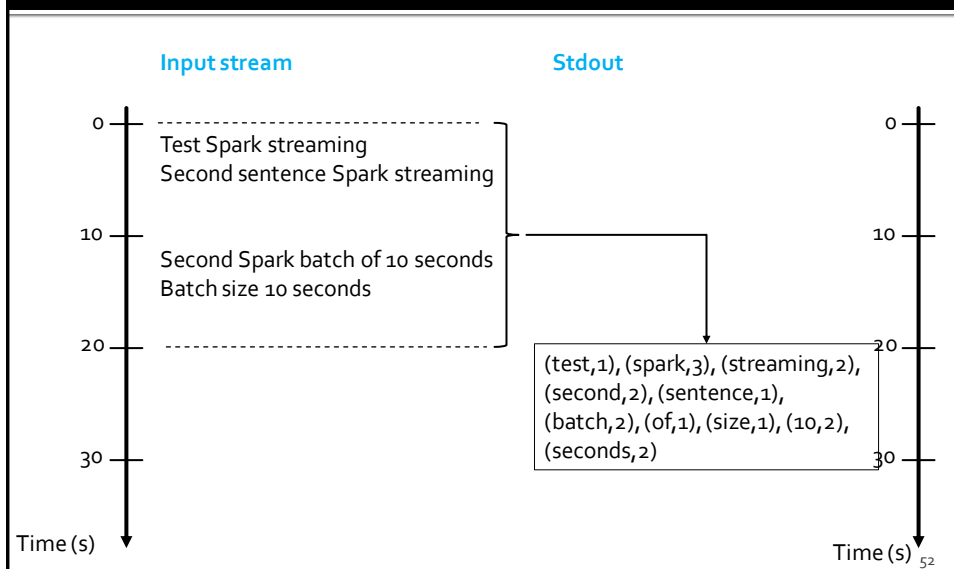 Input stream
Stdout
0
Test Spark streaming
Second sentence Spark streaming
0
10
Second Spark batch of 10 seconds
Batch size 10 seconds
10
20
20
(test,1), (spark,3), (streaming,2),
(second,2), (sentence,1),
(batch,2), (of,1), (size,1), (10,2),
(seconds,2)
30
30
Time (s)
Time (s)
52